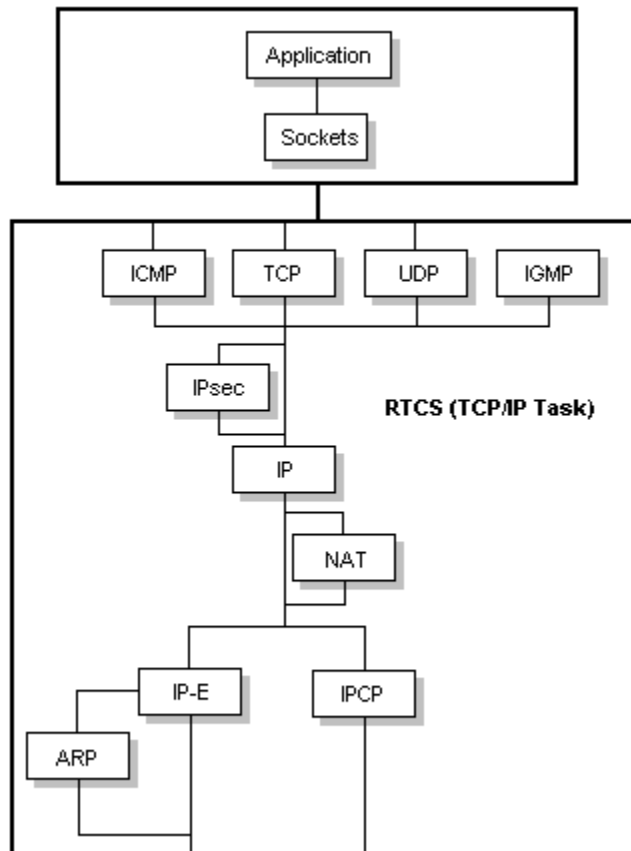 Application
Sockets
ICMP
TCP
UDP
IGMP
IPsec
RTCS (TCP/IP Task)
IP
NAT
IP-E
IPCP
ARP